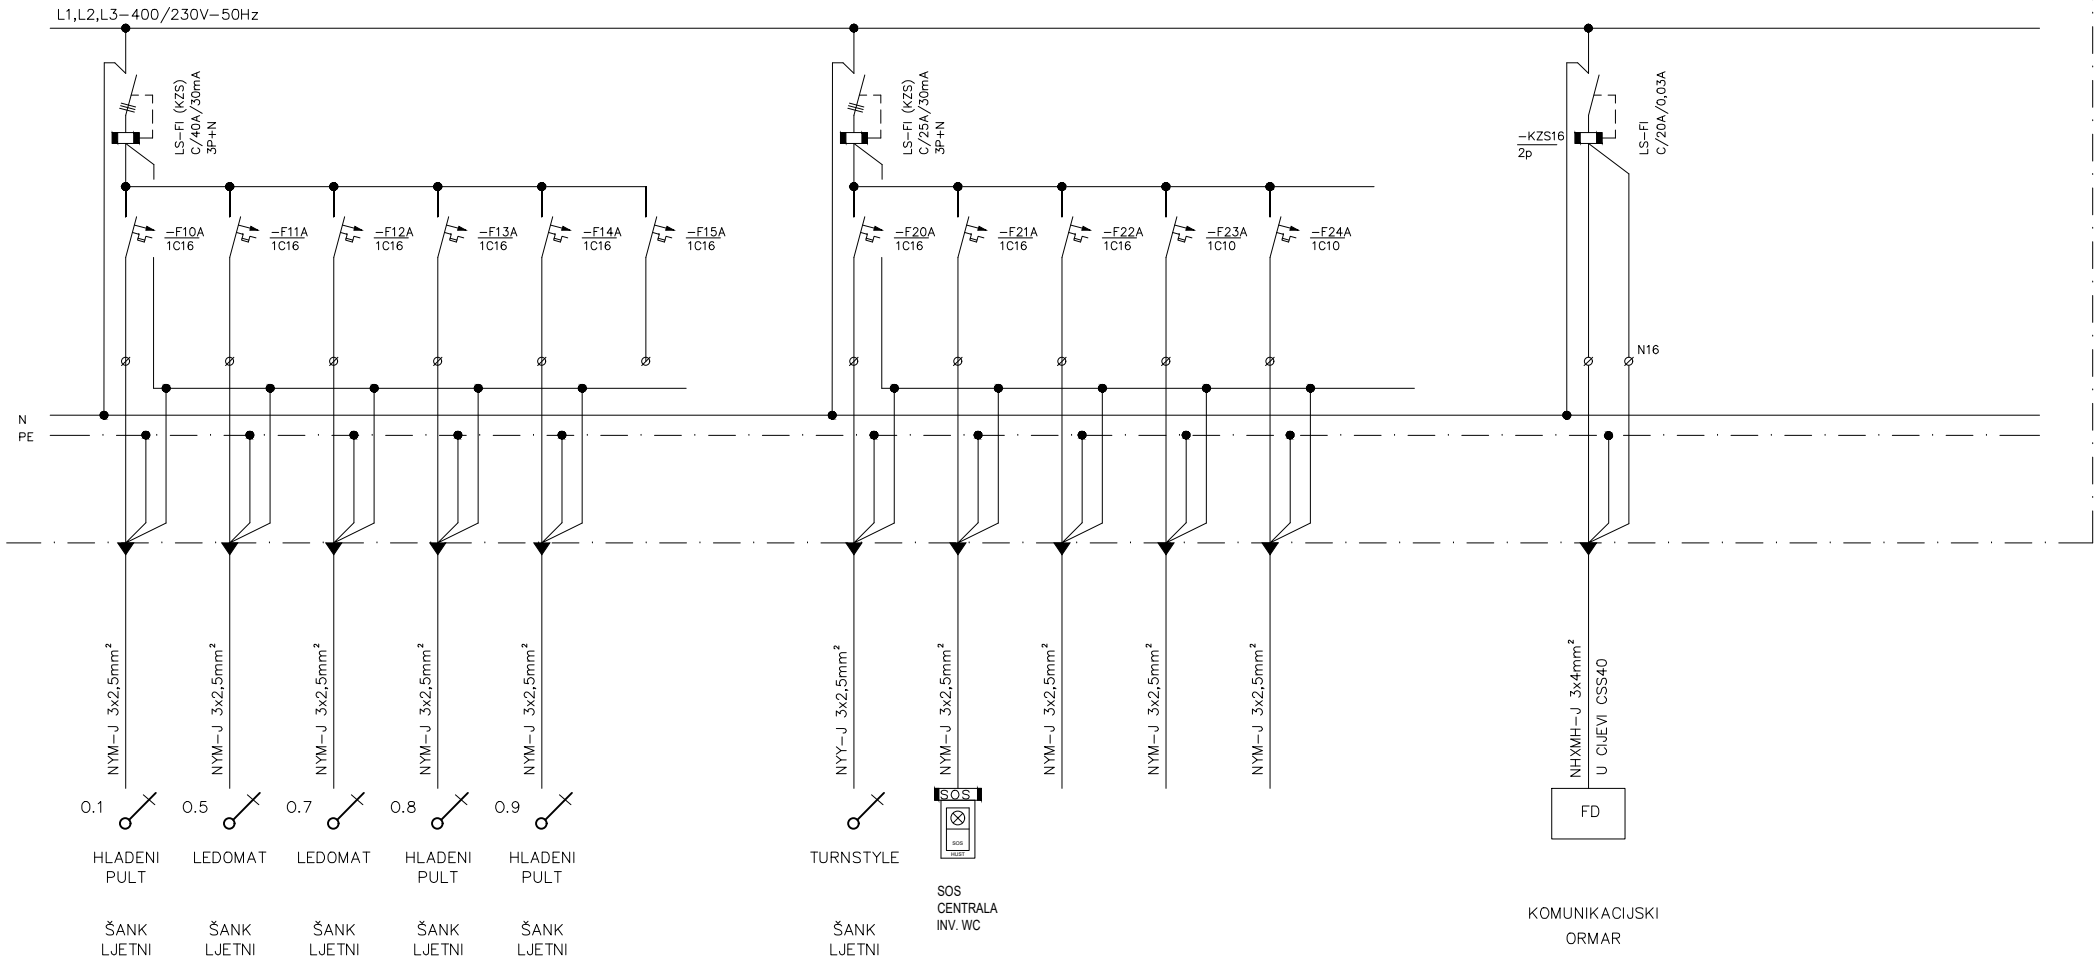 L1,L2,L3-400/230V-50Hz
LS-FI (KZS)
C/40A/30mA
3P+N
LS-FI (KZS)
C/25A/30mA
3P+N
-KZS16
2p
LS-FI
C/20A/0,03A
-F10A
1C16
-F11A
1C16
-F12A
1C16
-F13A
1C16
-F14A
1C16
-F15A
1C16
-F20A
1C16
-F21A
1C16
-F22A
1C16
-F23A
1C10
-F24A
1C10
N16
N
PE
NYM-J 3x2,5mm²
NYM-J 3x2,5mm²
NYM-J 3x2,5mm²
NYM-J 3x2,5mm²
NYM-J 3x2,5mm²
NYY-J 3x2,5mm²
NYM-J 3x2,5mm²
NYM-J 3x2,5mm²
NYM-J 3x2,5mm²
NYM-J 3x2,5mm²
NHXMH-J 3x4mm²
U CIJEVI CSS40
0.1
0.5
0.7
0.8
0.9
SOS
SOS
HUST
FD
HLADENI
PULT
LEDOMAT
LEDOMAT
HLADENI
PULT
HLADENI
PULT
TURNSTYLE
SOS
CENTRALA
INV. WC
KOMUNIKACIJSKI
ORMAR
ŠANK
LJETNI
ŠANK
LJETNI
ŠANK
LJETNI
ŠANK
LJETNI
ŠANK
LJETNI
ŠANK
LJETNI